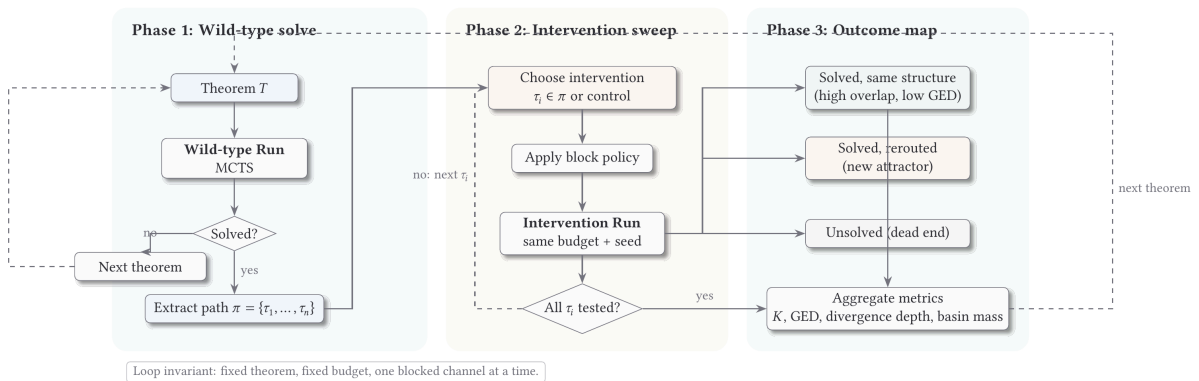 Phase 1: Wild-type solve
Theorem T
Wild-type Run
MCTS
Solved?
no
Next theorem
yes
Extract path π = {τ₁, ..., τₙ}
Phase 2: Intervention sweep
Choose intervention
τᵢ ∈ π or control
Apply block policy
no: next τᵢ
Intervention Run
same budget + seed
All τᵢ tested?
yes
Phase 3: Outcome map
Solved, same structure
(high overlap, low GED)
Solved, rerouted
(new attractor)
Unsolved (dead end)
Aggregate metrics
K, GED, divergence depth, basin mass
next theorem
Loop invariant: fixed theorem, fixed budget, one blocked channel at a time.